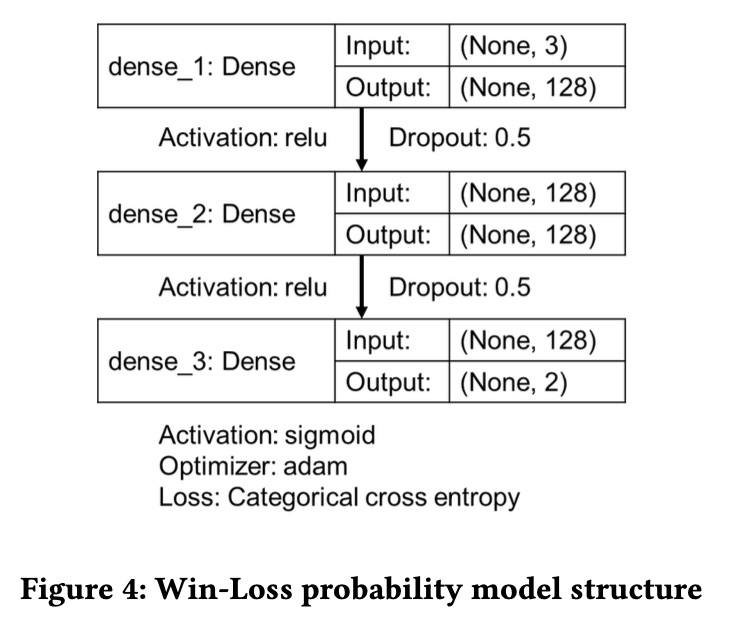 dense_1: Dense
Input: (None, 3)
Output: (None, 128)
Activation: relu Dropout: 0.5
dense_2: Dense
Input: (None, 128)
Output: (None, 128)
Activation: relu Dropout: 0.5
dense_3: Dense
Input: (None, 128)
Output: (None, 2)
Activation: sigmoid
Optimizer: adam
Loss: Categorical cross entropy
Figure 4: Win-Loss probability model structure